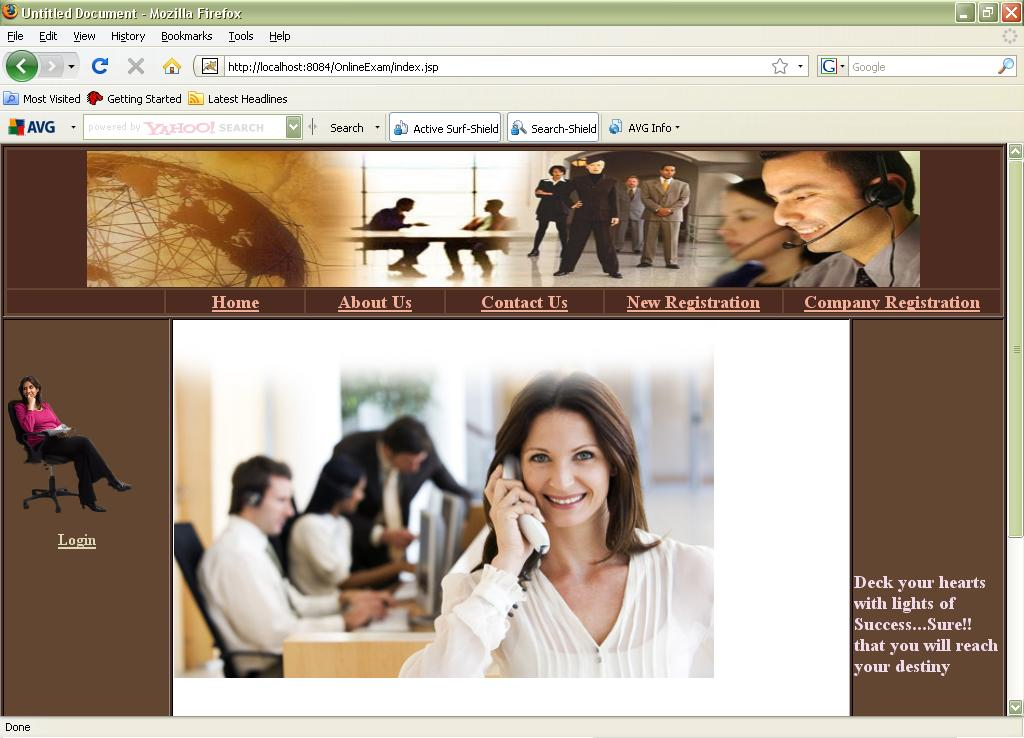 Untitled Document - Mozilla Firefox
File Edit View History Bookmarks Tools Help
http://localhost:8084/OnlineExam/index.jsp
G Google
Most Visited Getting Started Latest Headlines
AVG powered by YAHOO! SEARCH Search Active Surf-Shield Search-Shield AVG Info
Home About Us Contact Us New Registration Company Registration
Login
Deck your hearts
with lights of
Success...Sure!!
that you will reach
your destiny
Done